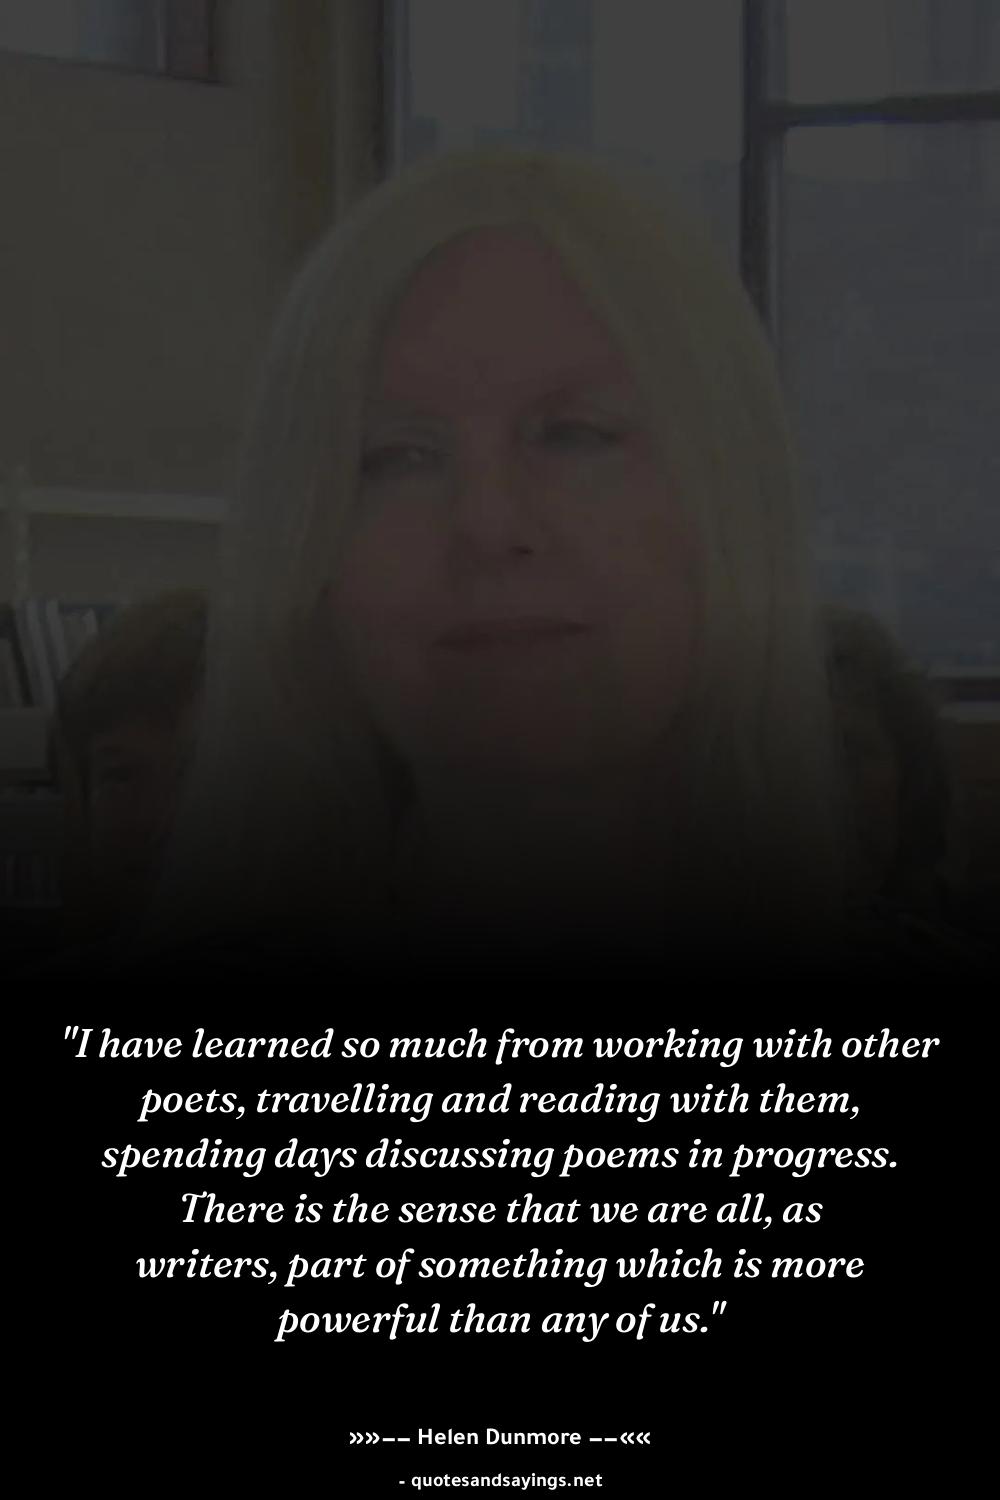 "I have learned so much from working with other
poets, travelling and reading with them,
spending days discussing poems in progress.
There is the sense that we are all, as
writers, part of something which is more
powerful than any of us."
»»–– Helen Dunmore ––««
- quotesandsayings.net